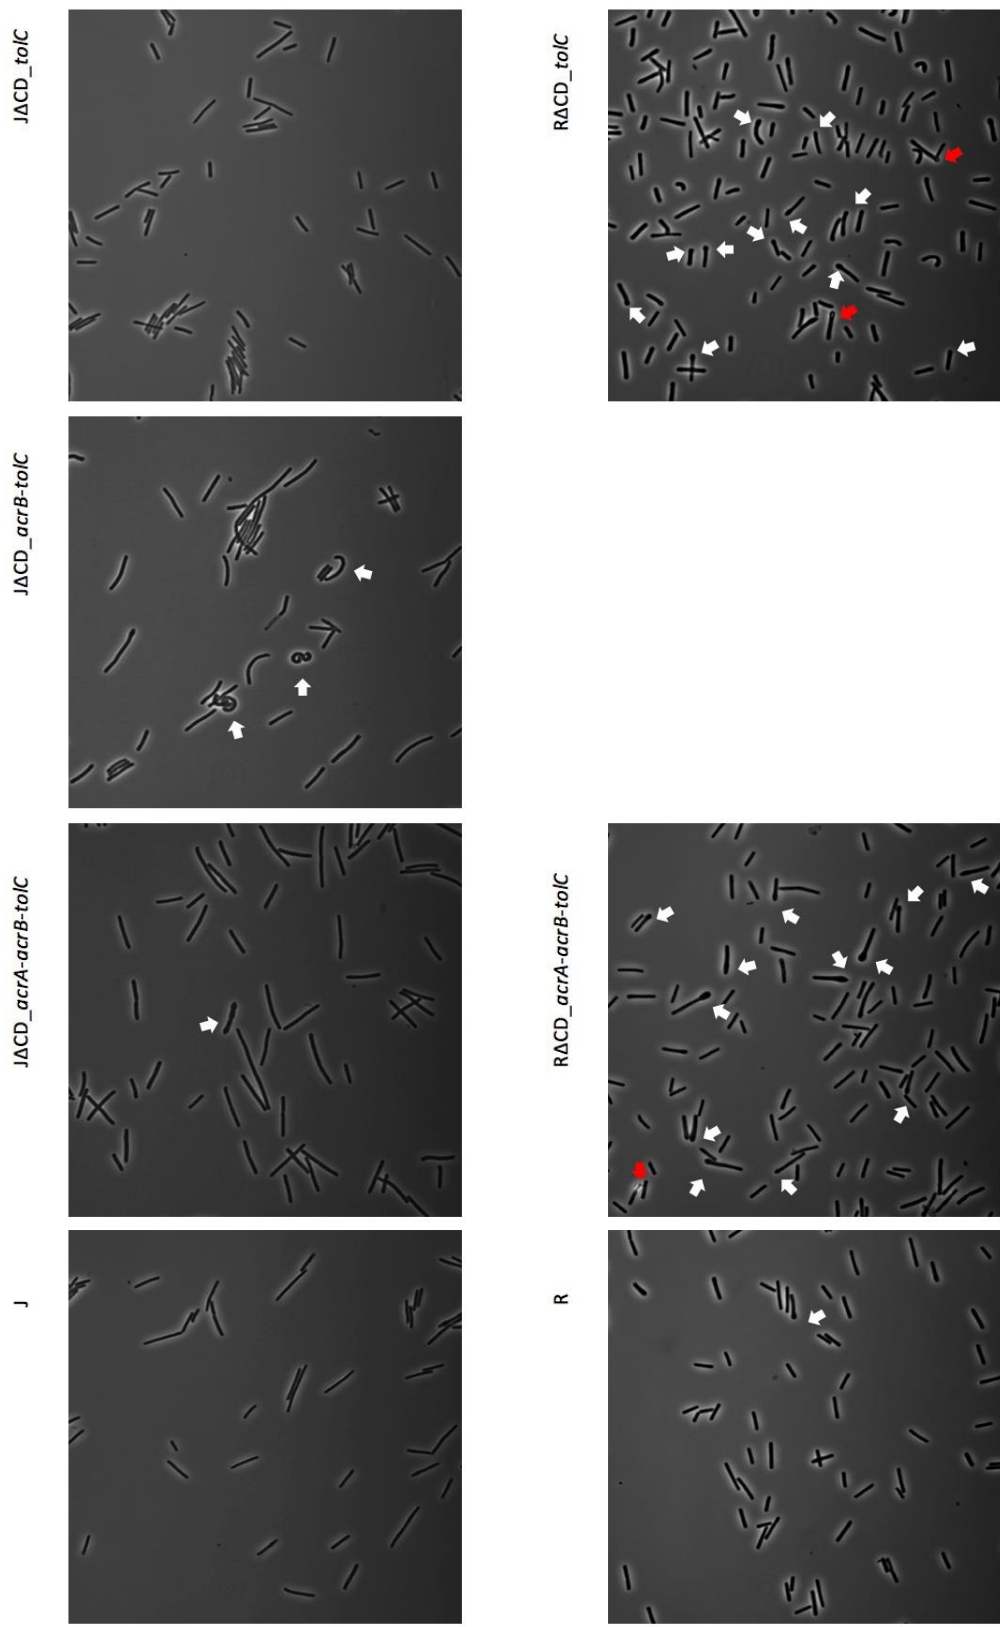 JΔCD_tolC
RΔCD_tolC
JΔCD_acrB-tolC
JΔCD_acrA-acrB-tolC
RΔCD_acrA-acrB-tolC
J
R